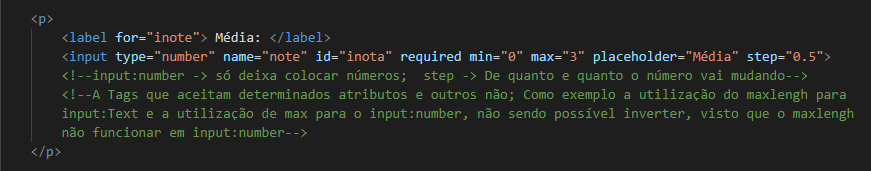 <p>
<label for="inote"> Média: </label>
<input type="number" name="note" id="inota" required min="0" max="3" placeholder="Média" step="0.5">
<!--input:number -> só deixa colocar números;  step -> De quanto e quanto o número vai mudando-->
<!--A Tags que aceitam determinados atributos e outros não; Como exemplo a utilização do maxlengh para
input:Text e a utilização de max para o input:number, não sendo possível inverter, visto que o maxlengh
não funcionar em input:number-->
</p>